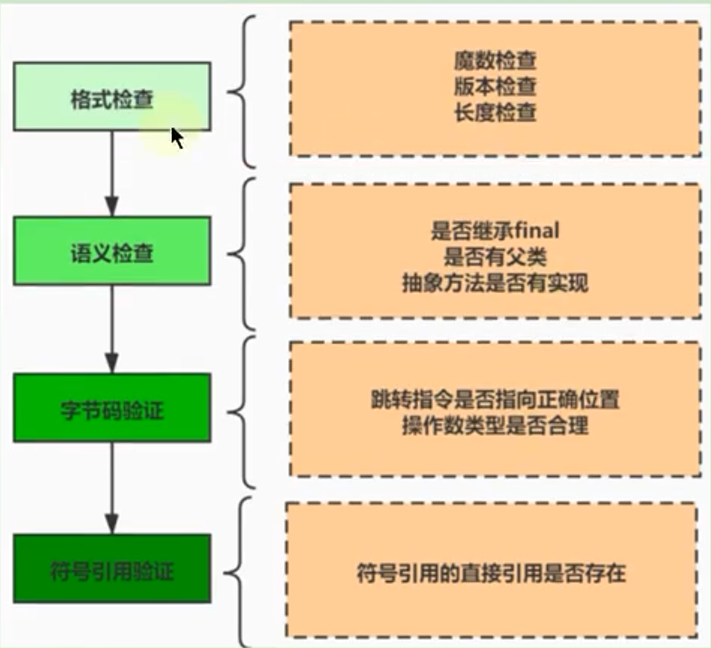 格式检查
魔数检查
版本检查
长度检查
语义检查
是否继承final
是否有父类
抽象方法是否有实现
字节码验证
跳转指令是否指向正确位置
操作数类型是否合理
符号引用验证
符号引用的直接引用是否存在